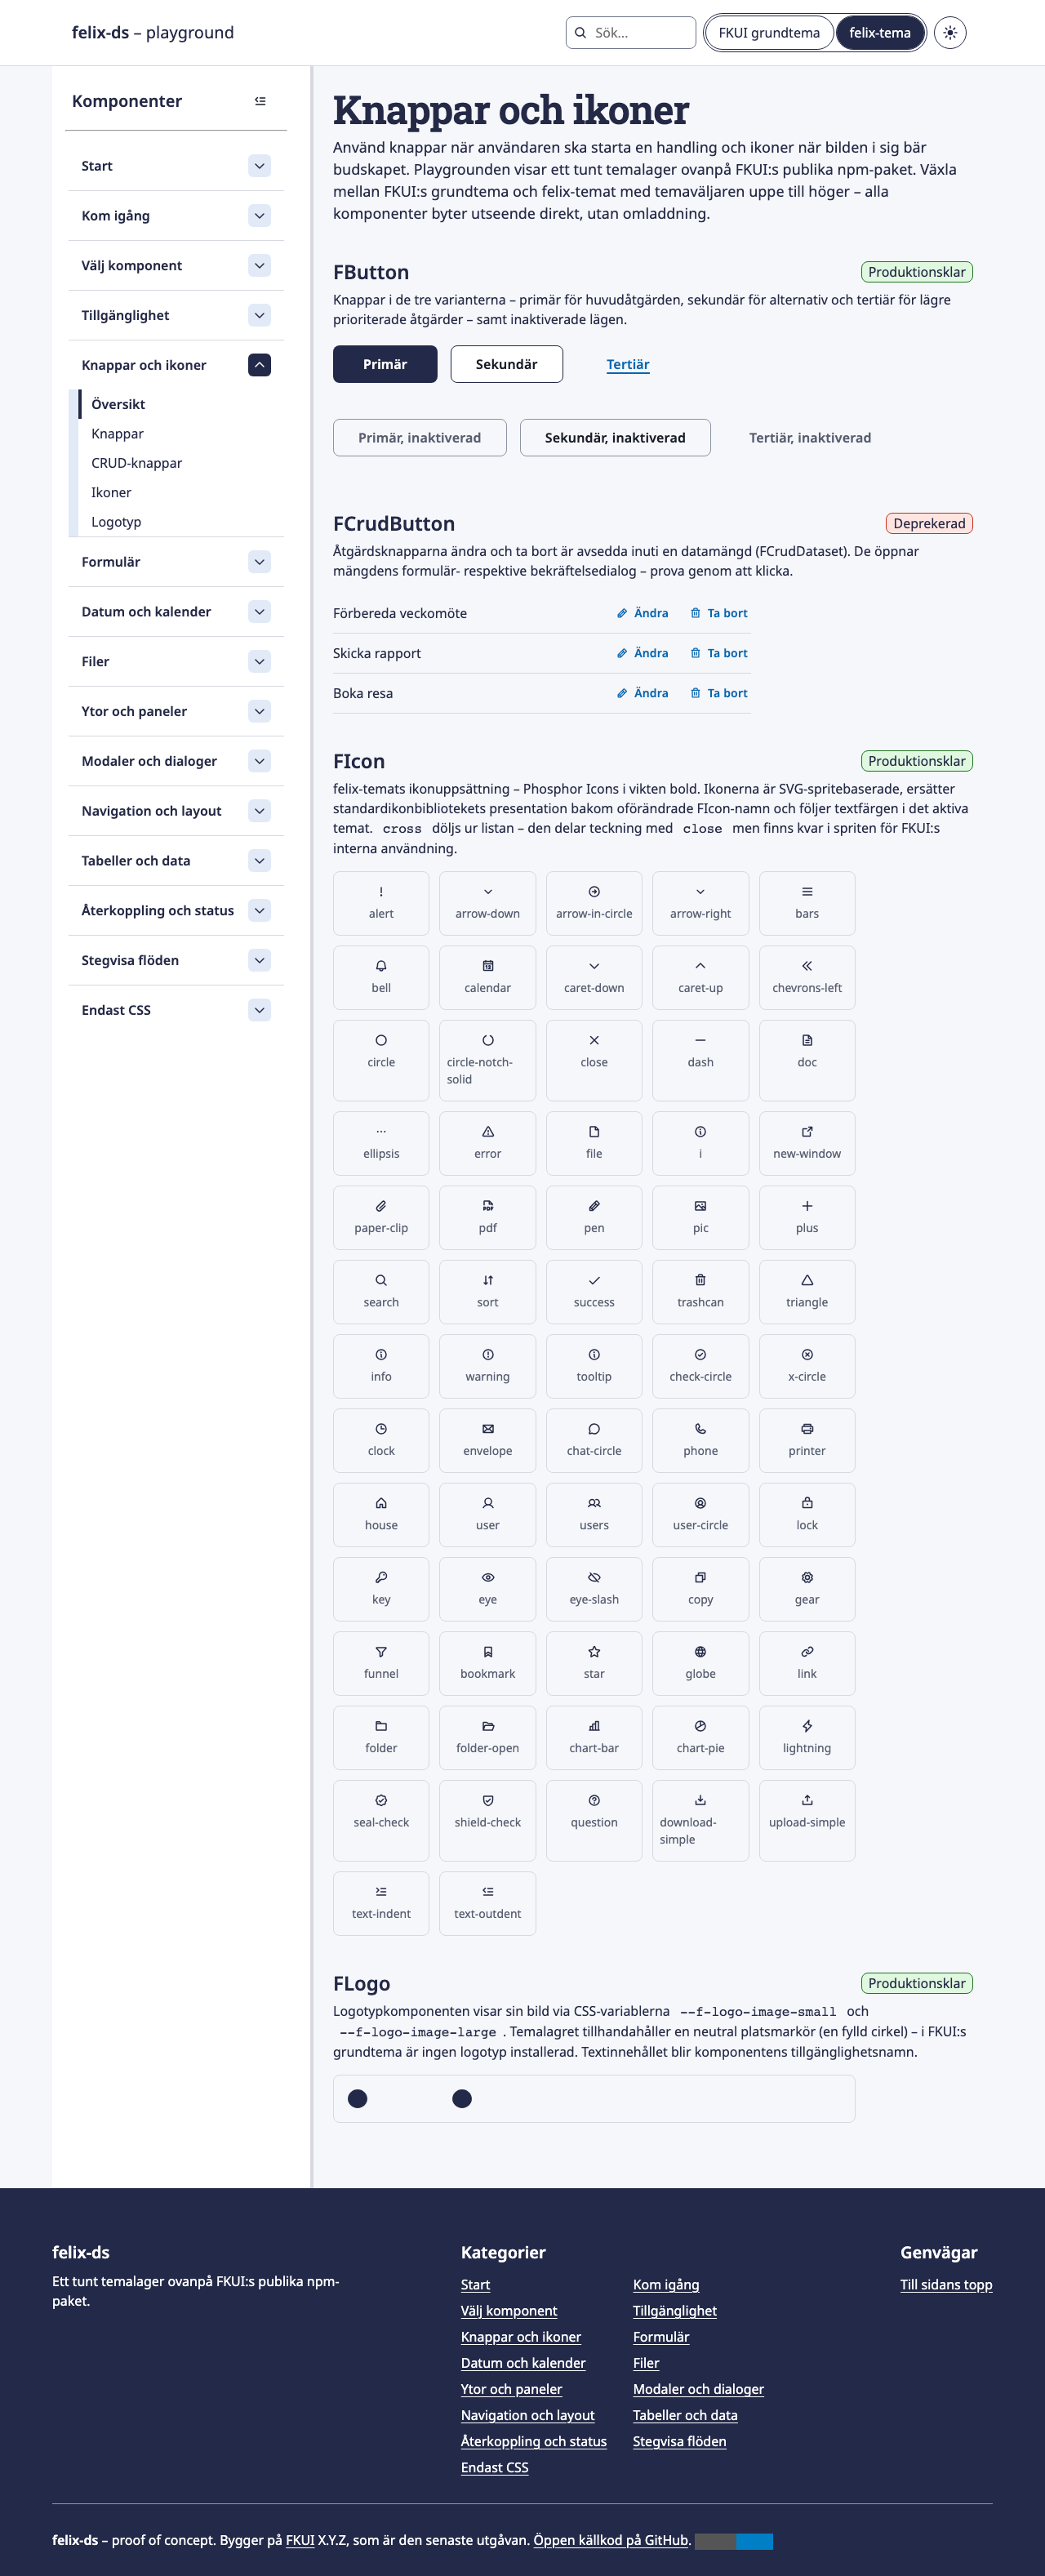 felix-ds – playground
Sök...
FKUI grundtema
felix-tema
Komponenter
Start
Kom igång
Välj komponent
Tillgänglighet
Knappar och ikoner
Översikt
Knappar
CRUD-knappar
Ikoner
Logotyp
Formulär
Datum och kalender
Filer
Ytor och paneler
Modaler och dialoger
Navigation och layout
Tabeller och data
Återkoppling och status
Stegvisa flöden
Endast CSS
Knappar och ikoner
Använd knappar när användaren ska starta en handling och ikoner när bilden i sig bär
budskapet. Playgrounden visar ett tunt temalager ovanpå FKUI:s publika npm-paket. Växla
mellan FKUI:s grundtema och felix-temat med temaväljaren uppe till höger – alla
komponenter byter utseende direkt, utan omladdning.
FButton
Produktionsklar
Knappar i de tre varianterna – primär för huvudåtgärden, sekundär för alternativ och tertiär för lägre
prioriterade åtgärder – samt inaktiverade lägen.
Primär
Sekundär
Tertiär
Primär, inaktiverad
Sekundär, inaktiverad
Tertiär, inaktiverad
FCrudButton
Deprekerad
Åtgärdsknapparna ändra och ta bort är avsedda inuti en datamängd (FCrudDataset). De öppnar
mängdens formulär- respektive bekräftelsedialog – prova genom att klicka.
Förbereda veckomöte
Ändra
Ta bort
Skicka rapport
Ändra
Ta bort
Boka resa
Ändra
Ta bort
FIcon
Produktionsklar
felix-temats ikonuppsättning – Phosphor Icons i vikten bold. Ikonerna är SVG-spritebaserade, ersätter
standardikonbibliotekets presentation bakom oförändrade FIcon-namn och följer textfärgen i det aktiva
temat. cross döljs ur listan – den delar teckning med close men finns kvar i spriten för FKUI:s
interna användning.
alert
arrow-down
arrow-in-circle
arrow-right
bars
bell
calendar
caret-down
caret-up
chevrons-left
circle
circle-notch-
solid
close
dash
doc
ellipsis
error
file
i
new-window
paper-clip
pdf
pen
pic
plus
search
sort
success
trashcan
triangle
info
warning
tooltip
check-circle
x-circle
clock
envelope
chat-circle
phone
printer
house
user
users
user-circle
lock
key
eye
eye-slash
copy
gear
funnel
bookmark
star
globe
link
folder
folder-open
chart-bar
chart-pie
lightning
seal-check
shield-check
question
download-
simple
upload-simple
text-indent
text-outdent
FLogo
Produktionsklar
Logotypkomponenten visar sin bild via CSS-variablerna --f-logo-image-small och
--f-logo-image-large . Temalagret tillhandahåller en neutral platsmarkör (en fylld cirkel) – i FKUI:s
grundtema är ingen logotyp installerad. Textinnehållet blir komponentens tillgänglighetsnamn.
felix-ds
Ett tunt temalager ovanpå FKUI:s publika npm-
paket.
Kategorier
Start
Kom igång
Välj komponent
Tillgänglighet
Knappar och ikoner
Formulär
Datum och kalender
Filer
Ytor och paneler
Modaler och dialoger
Navigation och layout
Tabeller och data
Återkoppling och status
Stegvisa flöden
Endast CSS
Genvägar
Till sidans topp
felix-ds – proof of concept. Bygger på FKUI X.Y.Z, som är den senaste utgåvan. Öppen källkod på GitHub.